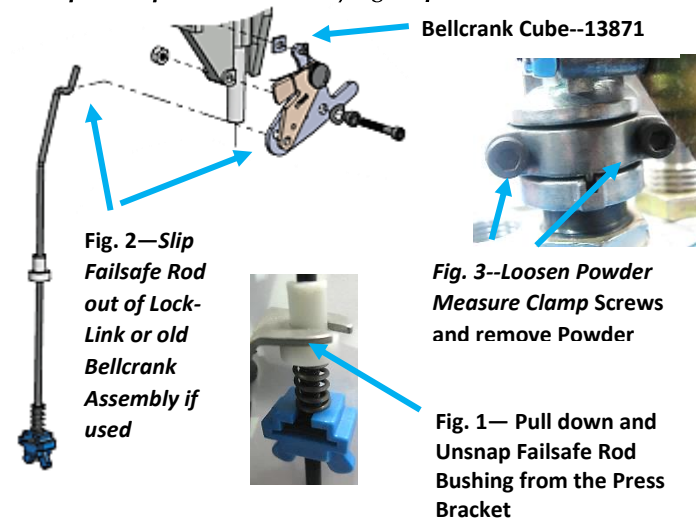 Bellcrank Cube--13871
Fig. 2—Slip
Failsafe Rod
out of Lock-
Link or old
Bellcrank
Assembly if
used
Fig. 3--Loosen Powder
Measure Clamp Screws
and remove Powder
Fig. 1— Pull down and
Unsnap Failsafe Rod
Bushing from the Press
Bracket